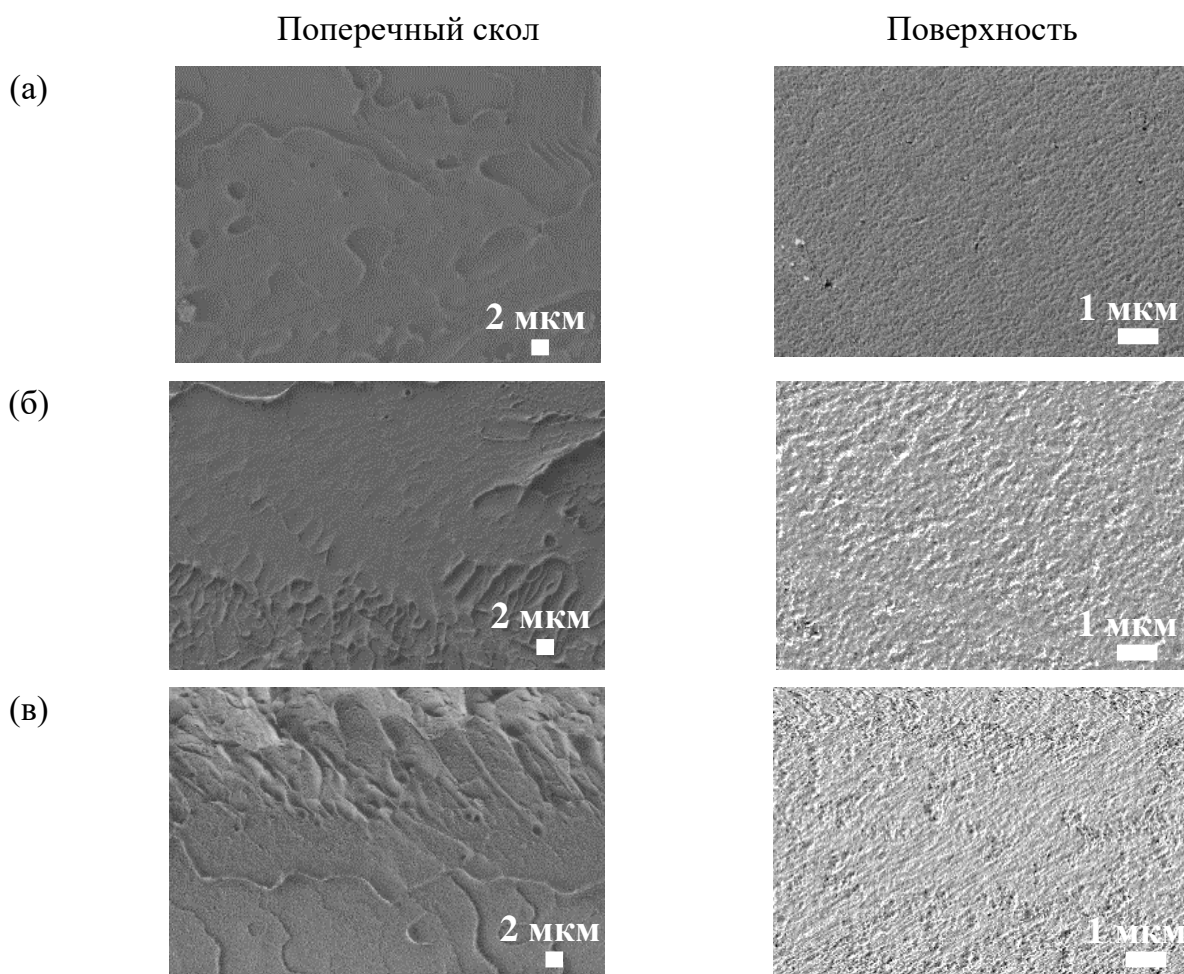 Поперечный скол Поверхность
(а)
2 мкм 1 мкм
(б)
2 мкм 1 мкм
(в)
2 мкм 1 мкм